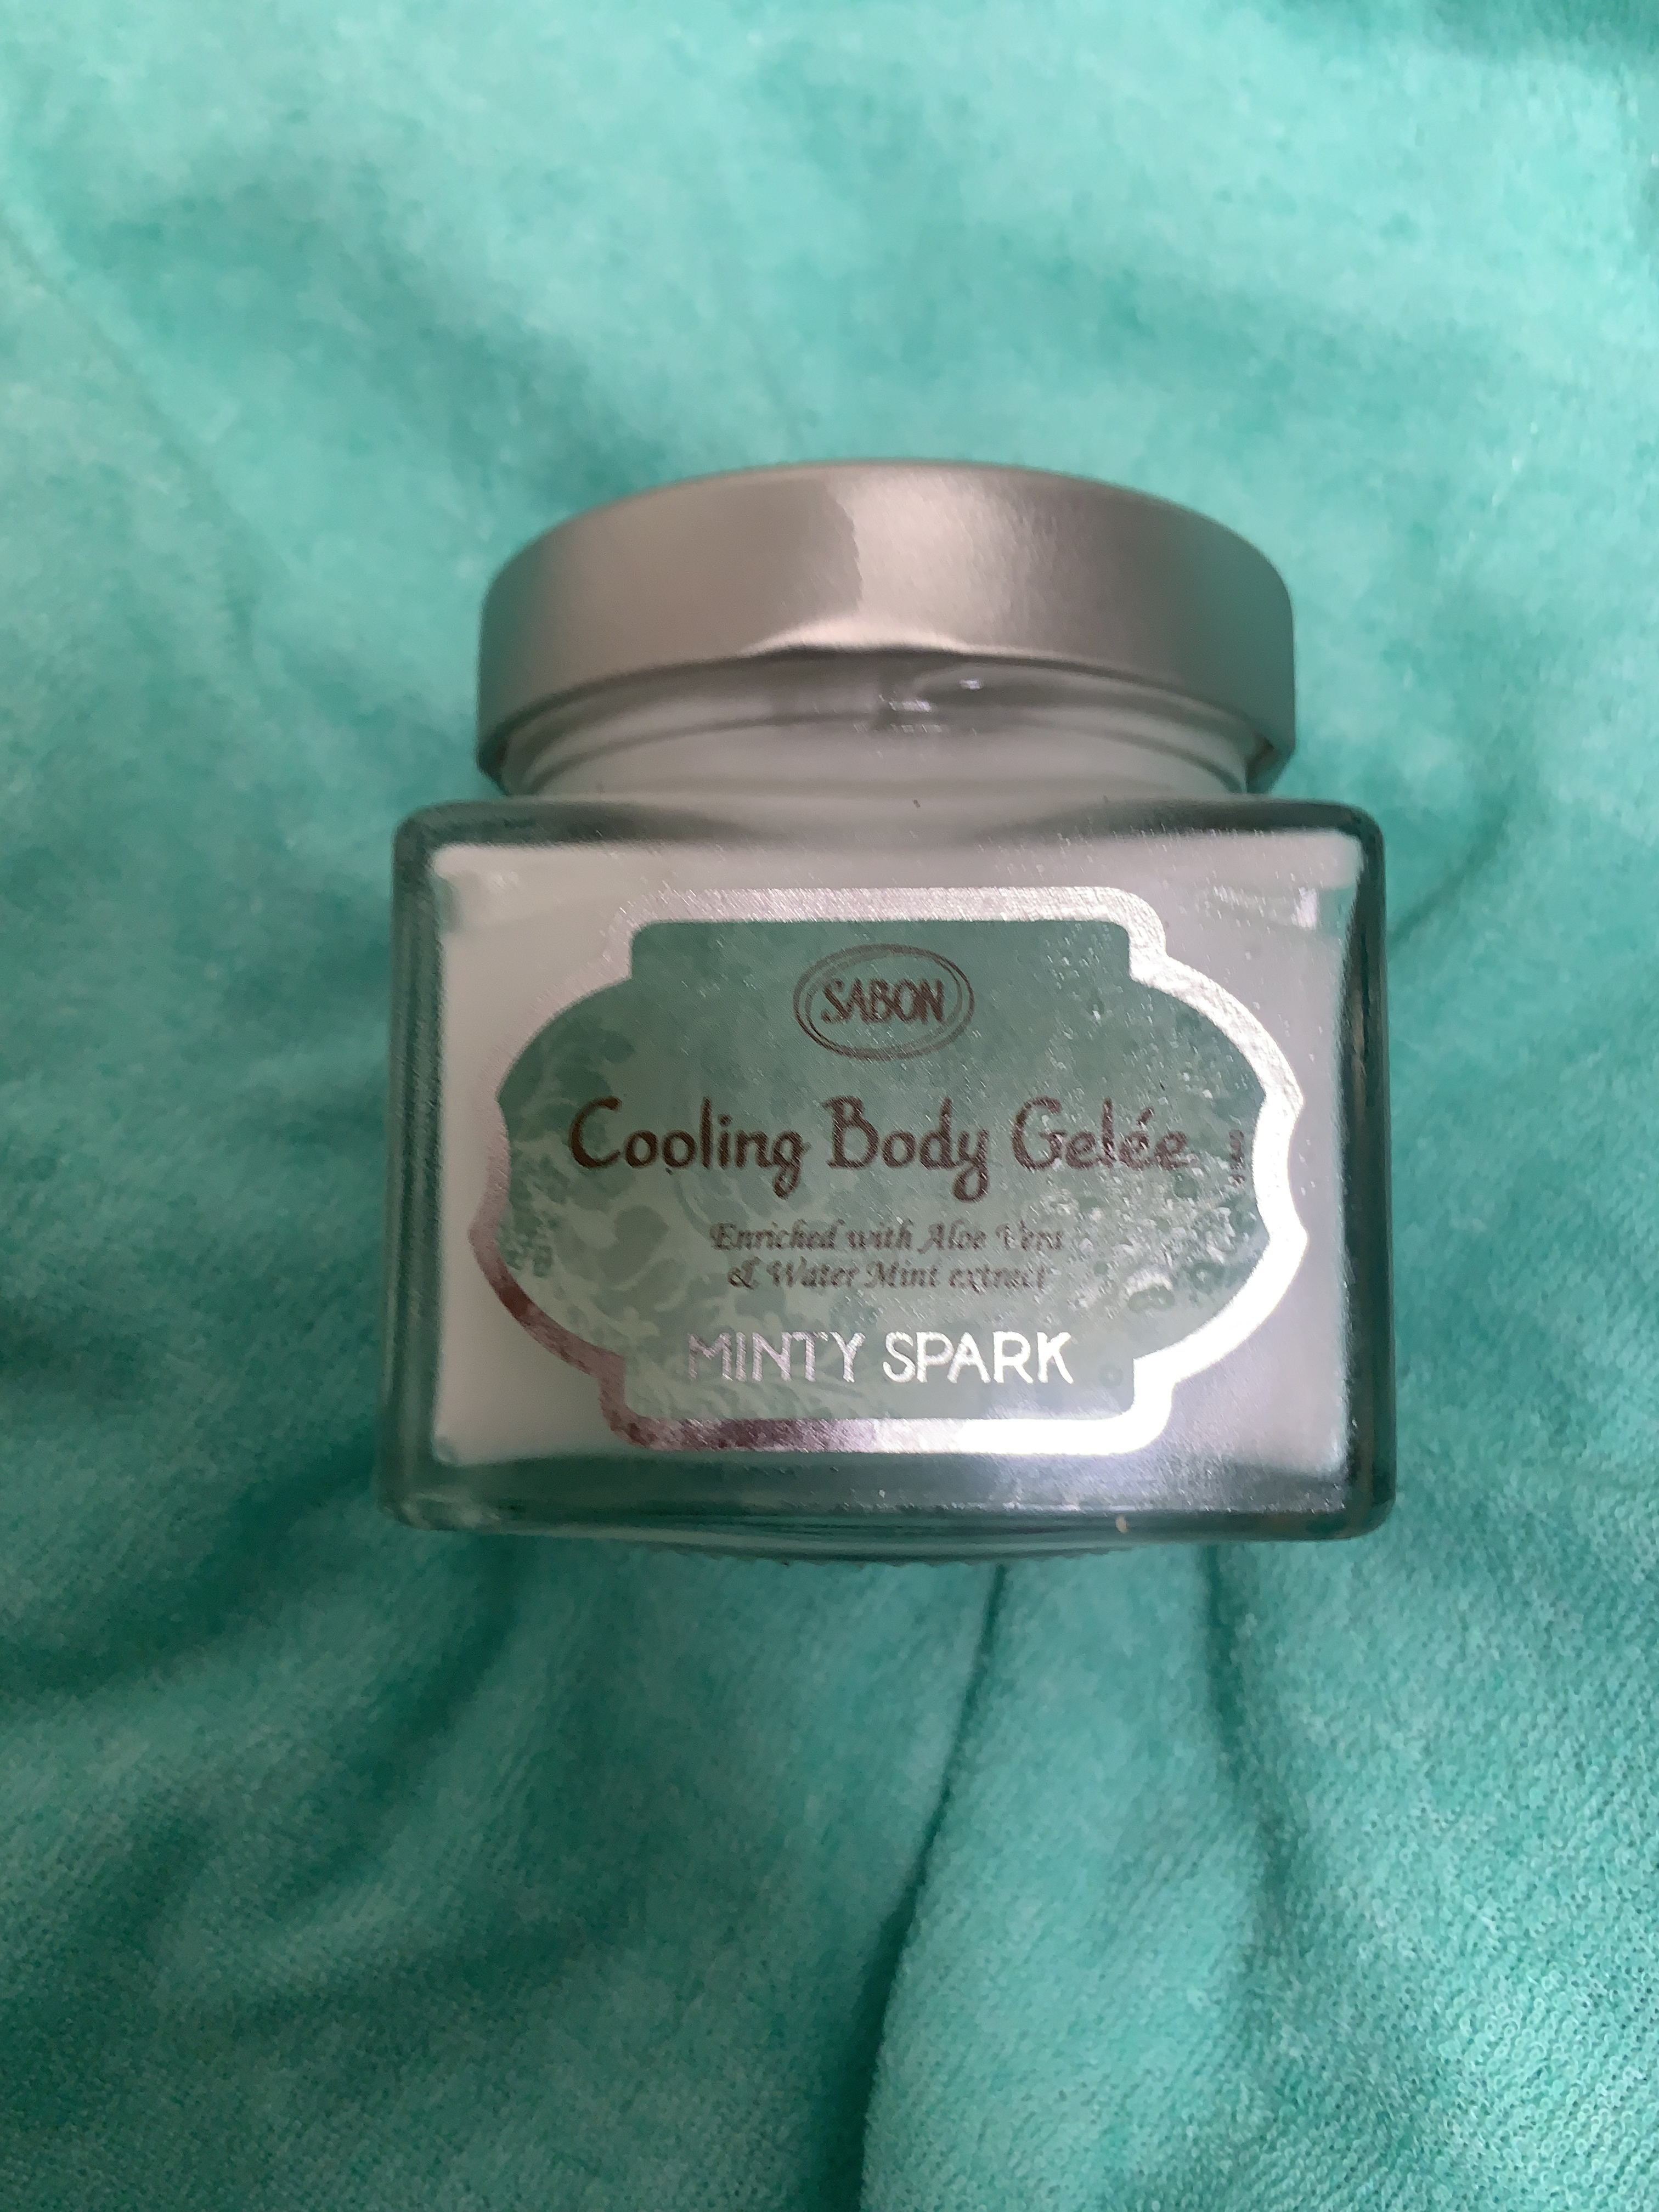 SABON
Cooling Body Gelée
Enriched with Aloe Vera
& Water Mint extract
MINTY SPARK